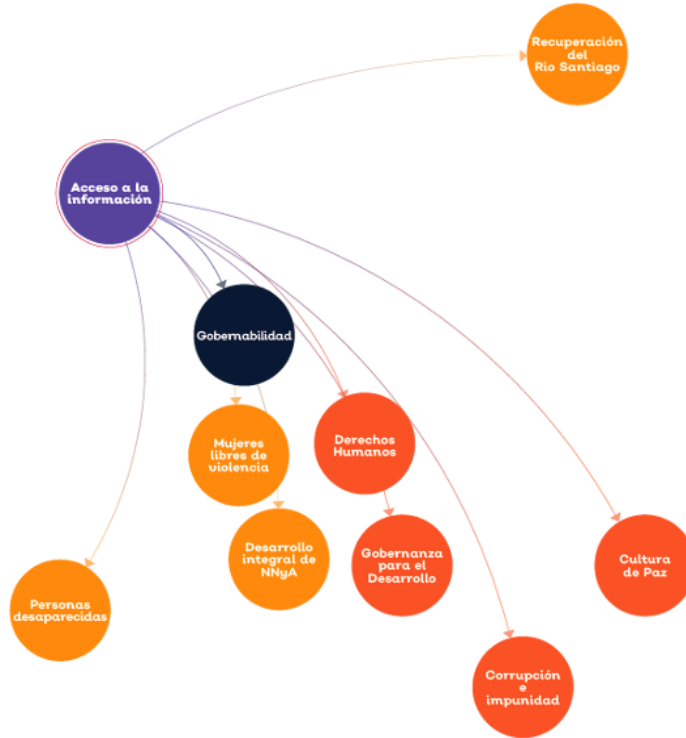 Recuperación
del
Rio Santiago
Acceso a la
información
Gobernabilidad
Mujeres
libres de
violencia
Derechos
Humanos
Desarrollo
integral de
NNyA
Gobernanza
para el
Desarrollo
Cultura
de Paz
Personas
desaparecidas
Corrupción
e
impunidad